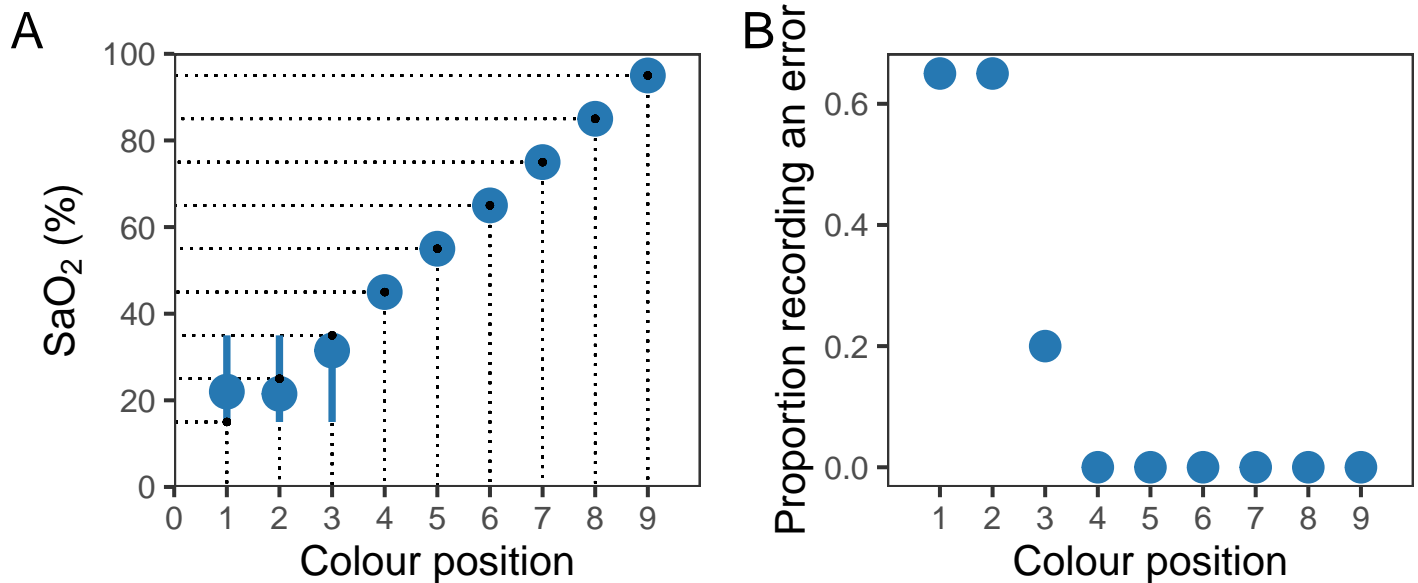 A
SaO₂ (%)
100
80
60
40
20
0
0 1 2 3 4 5 6 7 8 9
Colour position
B
Proportion recording an error
0.6
0.4
0.2
0.0
1 2 3 4 5 6 7 8 9
Colour position